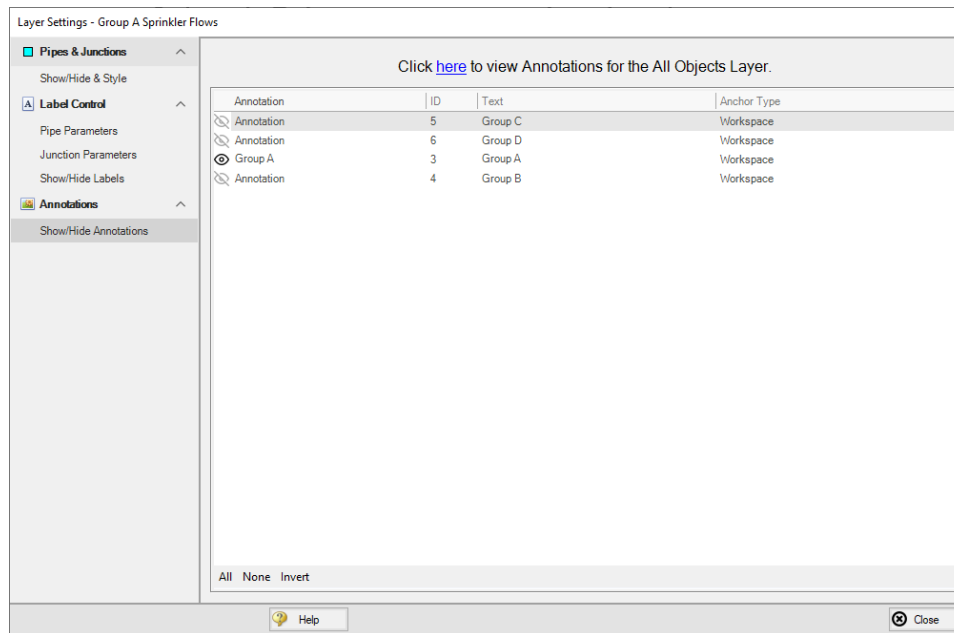 Layer Settings - Group A Sprinkler Flows
Pipes & Junctions
Show/Hide & Style
A Label Control
Pipe Parameters
Junction Parameters
Show/Hide Labels
Annotations
Show/Hide Annotations
Click here to view Annotations for the All Objects Layer.
Annotation ID Text Anchor Type
Annotation 5 Group C Workspace
Annotation 6 Group D Workspace
Group A 3 Group A Workspace
Annotation 4 Group B Workspace
All None Invert
Help Close